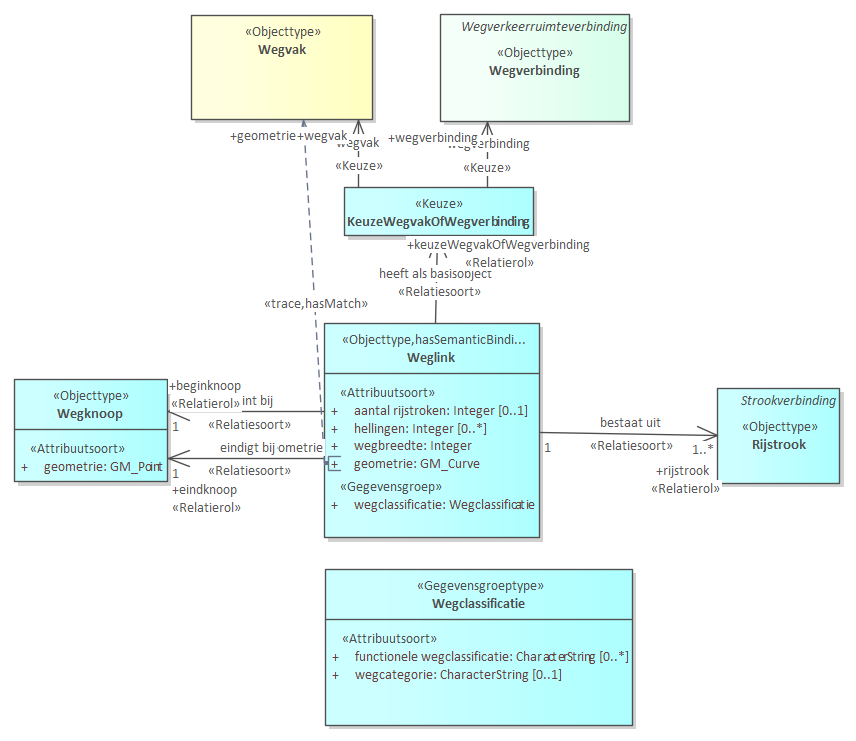 «Objecttype»
Wegvak
Wegverkeerruimteverbinding
«Objecttype»
Wegverbinding
+geometrie
+wegvak
wegvak
«Keuze»
+wegverbinding
wegverbinding
«Keuze»
«Keuze»
KeuzeWegvakOfWegverbinding
+keuzeWegvakOfWegverbinding
«Relatierol»
heeft als basisobject
«Relatiesoort»
«trace,hasMatch»
«Objecttype,hasSemanticBindi...
Weglink
«Attribuutsoort»
+ aantal rijstroken: Integer [0..1]
+ hellingen: Integer [0..*]
+ wegbreedte: Integer
+ geometrie: GM_Curve
«Gegevensgroep»
+ wegclassificatie: Wegclassificatie
«Objecttype»
Wegknoop
«Attribuutsoort»
+ geometrie: GM_Point
+beginknoop
«Relatierol»
int bij
1
«Relatiesoort»
eindigt bij
ometrie
1
«Relatiesoort»
+eindknoop
«Relatierol»
bestaat uit
1
«Relatiesoort»
1..*
+rijstrook
«Relatierol»
Strookverbinding
«Objecttype»
Rijstrook
«Gegevensgroeptype»
Wegclassificatie
«Attribuutsoort»
+ functionele wegclassificatie: CharacterString [0..*]
+ wegcategorie: CharacterString [0..1]